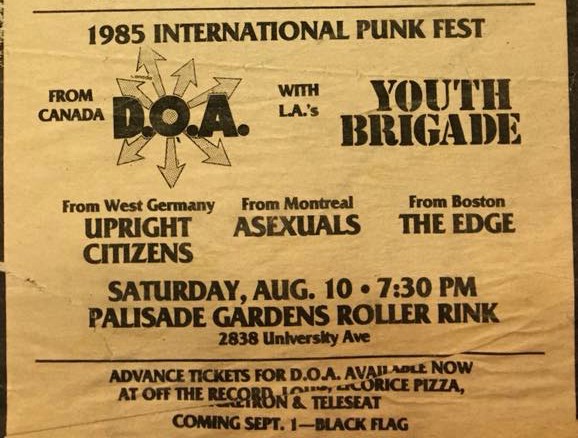 1985 INTERNATIONAL PUNK FEST
FROM CANADA
D.O.A.
WITH L.A.'s
YOUTH BRIGADE
From West Germany
UPRIGHT CITIZENS
From Montreal
ASEXUALS
From Boston
THE EDGE
SATURDAY, AUG. 10 • 7:30 PM
PALISADE GARDENS ROLLER RINK
2838 University Ave
ADVANCE TICKETS FOR D.O.A. AVAILABLE NOW
AT OFF THE RECORD, LICORICE PIZZA,
& TELESEAT
COMING SEPT. 1—BLACK FLAG